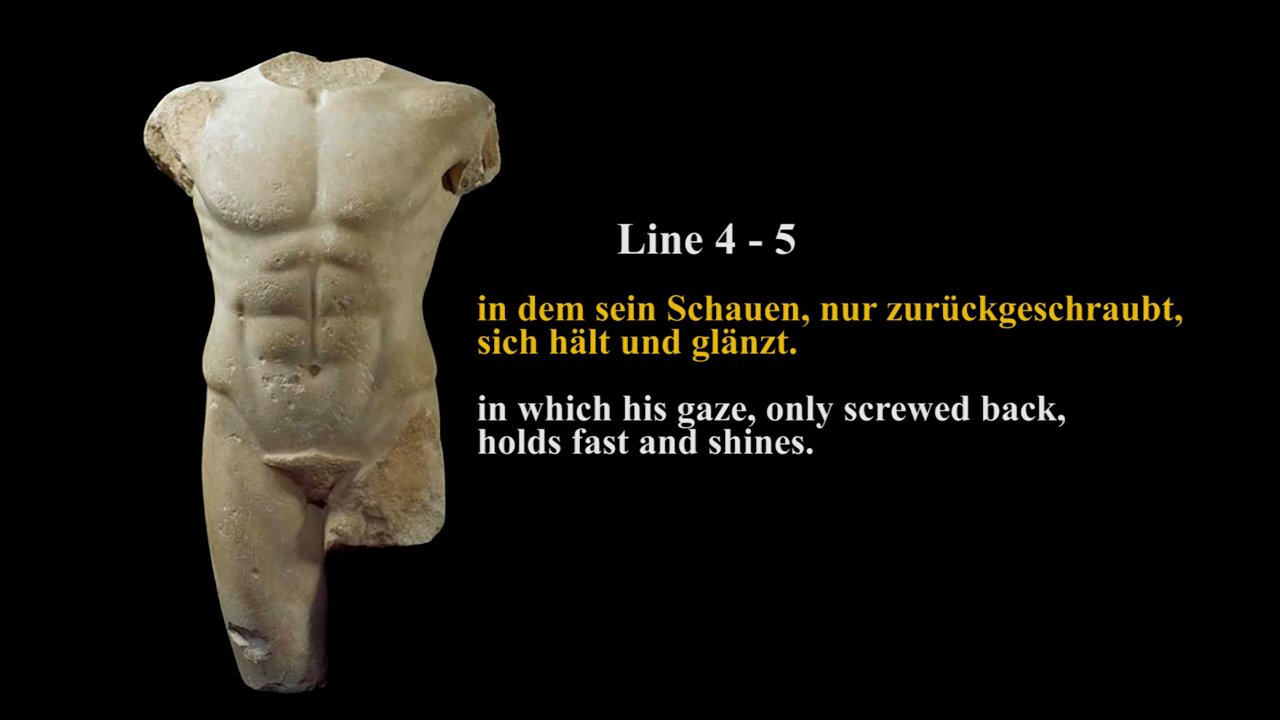 Line 4 - 5
in dem sein Schauen, nur zurückgeschraubt,
sich hält und glänzt.
in which his gaze, only screwed back,
holds fast and shines.